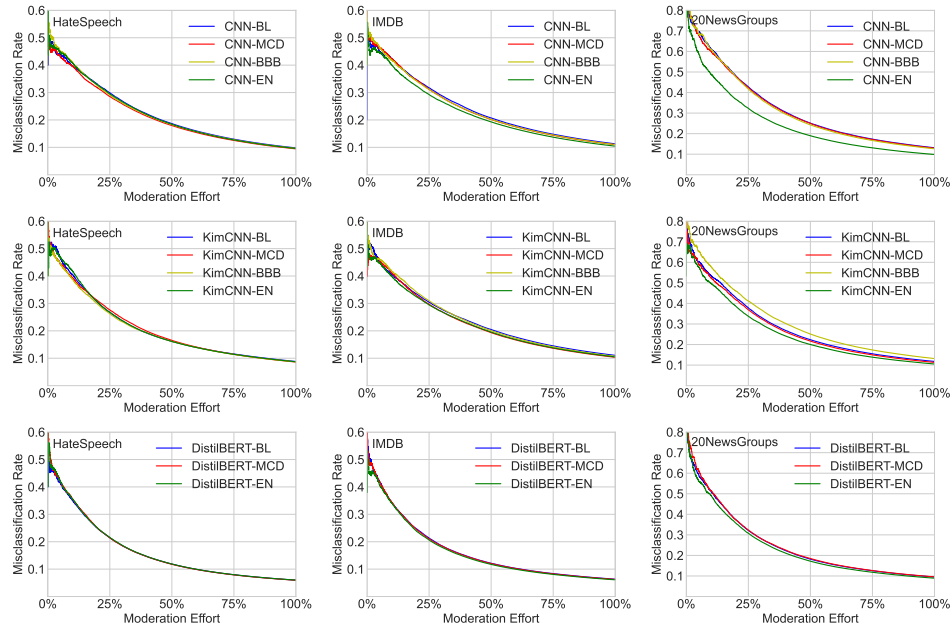 HateSpeech
CNN-BL
CNN-MCD
CNN-BBB
CNN-EN
0.6
0.5
0.4
0.3
0.2
0.1
Misclassification Rate
0% 25% 50% 75% 100%
Moderation Effort
IMDB
CNN-BL
CNN-MCD
CNN-BBB
CNN-EN
0.6
0.5
0.4
0.3
0.2
0.1
Misclassification Rate
0% 25% 50% 75% 100%
Moderation Effort
20NewsGroups
CNN-BL
CNN-MCD
CNN-BBB
CNN-EN
0.8
0.7
0.6
0.5
0.4
0.3
0.2
0.1
Misclassification Rate
0% 25% 50% 75% 100%
Moderation Effort
HateSpeech
KimCNN-BL
KimCNN-MCD
KimCNN-BBB
KimCNN-EN
0.6
0.5
0.4
0.3
0.2
0.1
Misclassification Rate
0% 25% 50% 75% 100%
Moderation Effort
IMDB
KimCNN-BL
KimCNN-MCD
KimCNN-BBB
KimCNN-EN
0.6
0.5
0.4
0.3
0.2
0.1
Misclassification Rate
0% 25% 50% 75% 100%
Moderation Effort
20NewsGroups
KimCNN-BL
KimCNN-MCD
KimCNN-BBB
KimCNN-EN
0.8
0.7
0.6
0.5
0.4
0.3
0.2
0.1
Misclassification Rate
0% 25% 50% 75% 100%
Moderation Effort
HateSpeech
DistilBERT-BL
DistilBERT-MCD
DistilBERT-EN
0.6
0.5
0.4
0.3
0.2
0.1
Misclassification Rate
0% 25% 50% 75% 100%
Moderation Effort
IMDB
DistilBERT-BL
DistilBERT-MCD
DistilBERT-EN
0.6
0.5
0.4
0.3
0.2
0.1
Misclassification Rate
0% 25% 50% 75% 100%
Moderation Effort
20NewsGroups
DistilBERT-BL
DistilBERT-MCD
DistilBERT-EN
0.8
0.7
0.6
0.5
0.4
0.3
0.2
0.1
Misclassification Rate
0% 25% 50% 75% 100%
Moderation Effort